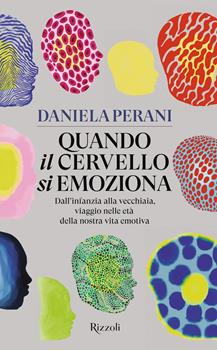 DANIELA PERANI
QUANDO
il CERVELLO
si EMOZIONA
Dall'infanzia alla vecchiaia,
viaggio nelle età
della nostra vita emotiva
Rizzoli